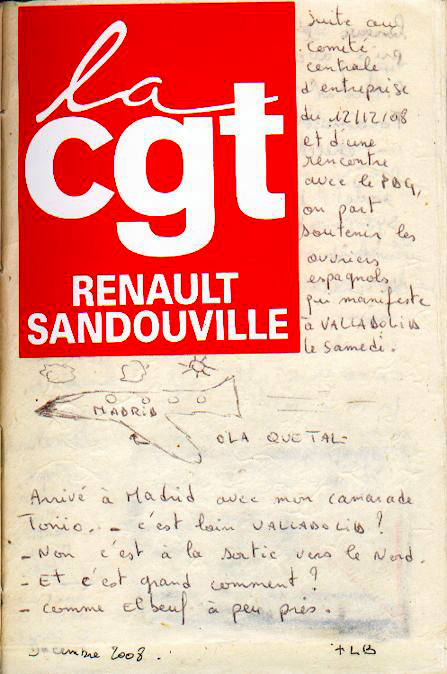 la
cgt
RENAULT
SANDOUVILLE
Suite au
comité
centrale
d'entreprise
du 12/12/08
et d'une
rencontre
avec le PDG,
on part
soutenir les
ouvriers
espagnols
qui manifeste
à VALLADOLID
le samedi.
MADRID
OLA QUE TAL-
Arrivé à Madrid avec mon camarade
Tonio. - c'est loin VALLADOLID ?
- Non c'est à la sortie vers le Nord.
- Et c'est grand comment ?
- comme Elbeuf à peu près.
Décembre 2008.